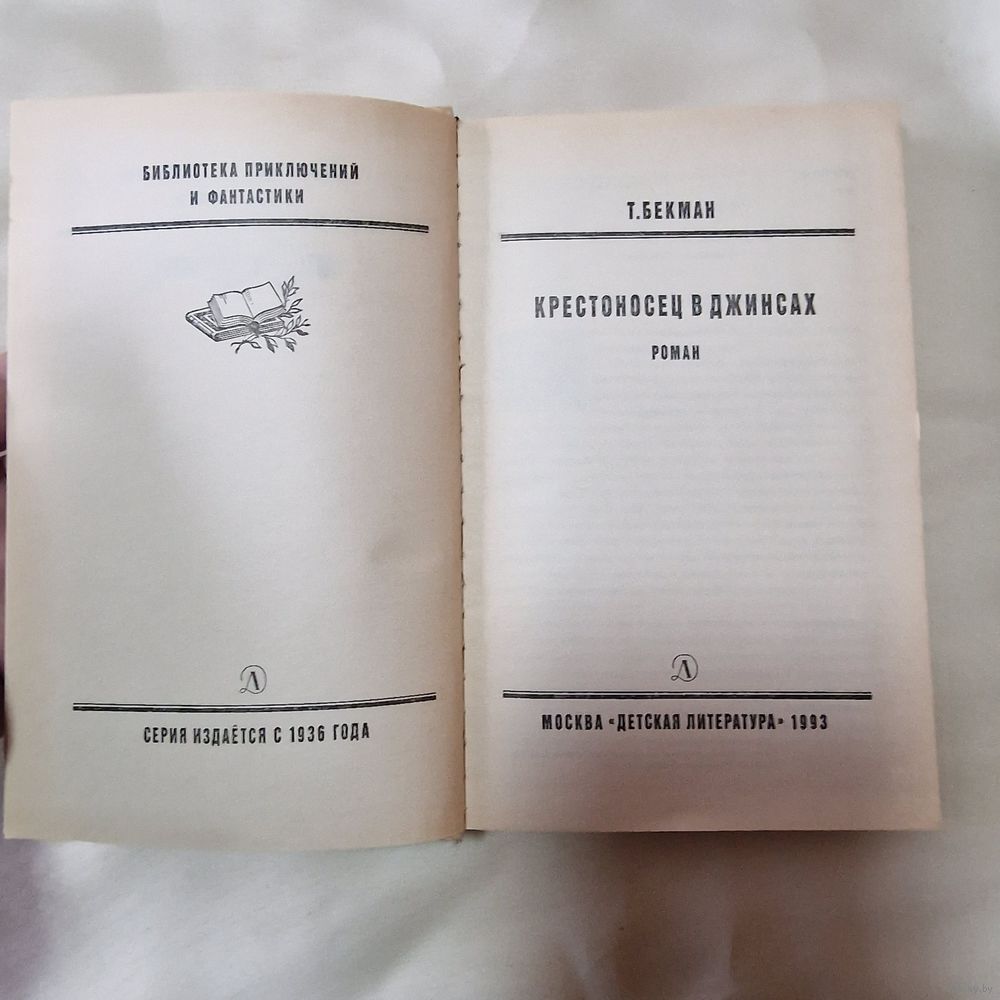 БИБЛИОТЕКА ПРИКЛЮЧЕНИЙ
И ФАНТАСТИКИ
СЕРИЯ ИЗДАЁТСЯ С 1936 ГОДА
Т.БЕКМАН
КРЕСТОНОСЕЦ В ДЖИНСАХ
РОМАН
МОСКВА «ДЕТСКАЯ ЛИТЕРАТУРА» 1993